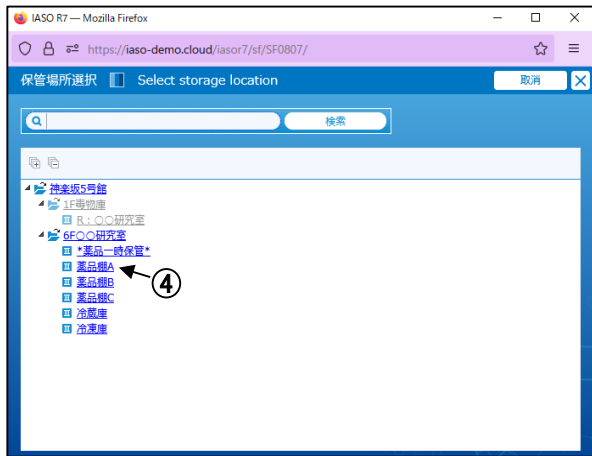 IASO R7 — Mozilla Firefox
https://iaso-demo.cloud/iasor7/sf/SF0807/
保管場所選択 Select storage location 取消
検索
神楽坂5号館
1F毒物庫
R:○○研究室
6F○○研究室
*薬品一時保管*
薬品棚A
④
薬品棚B
薬品棚C
冷蔵庫
冷凍庫